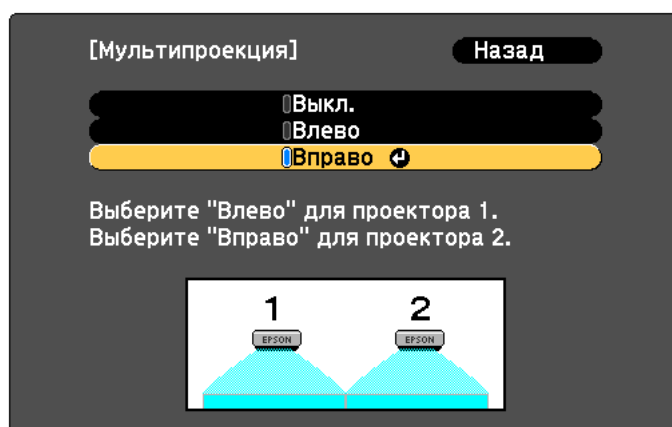 [Мультипроекция] Назад
Выкл.
Влево
Вправо
Выберите "Влево" для проектора 1.
Выберите "Вправо" для проектора 2.
1 2
EPSON EPSON